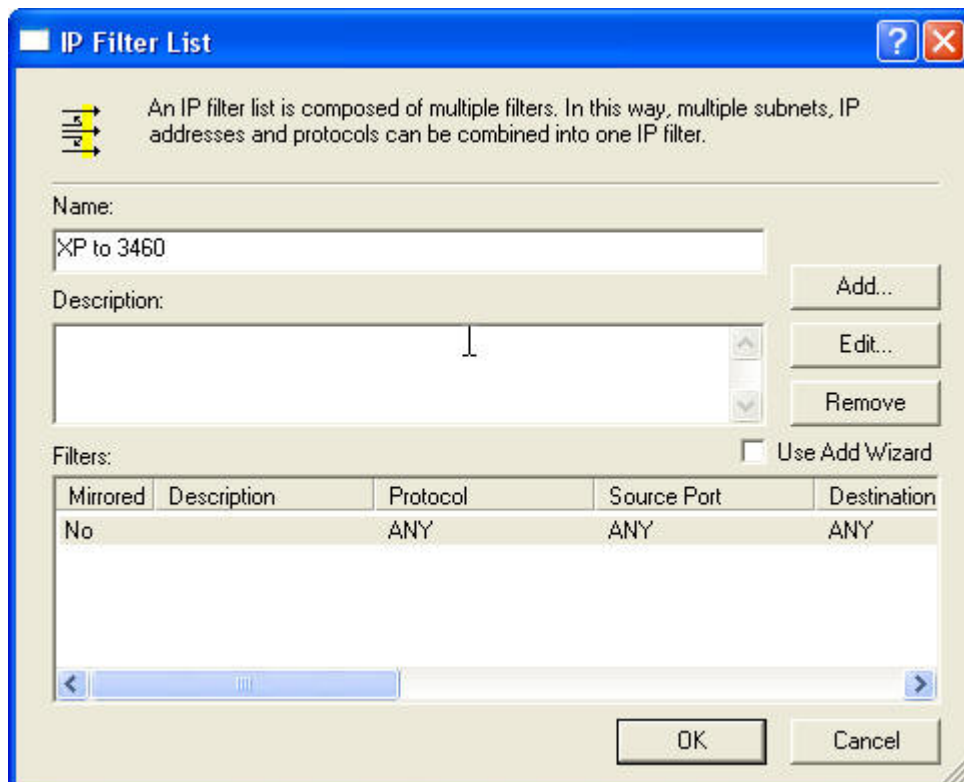 IP Filter List
An IP filter list is composed of multiple filters. In this way, multiple subnets, IP
addresses and protocols can be combined into one IP filter.
Name:
XP to 3460
Add...
Description:
Edit...
Remove
Filters:
Use Add Wizard
Mirrored Description Protocol Source Port Destination
No ANY ANY ANY
OK Cancel